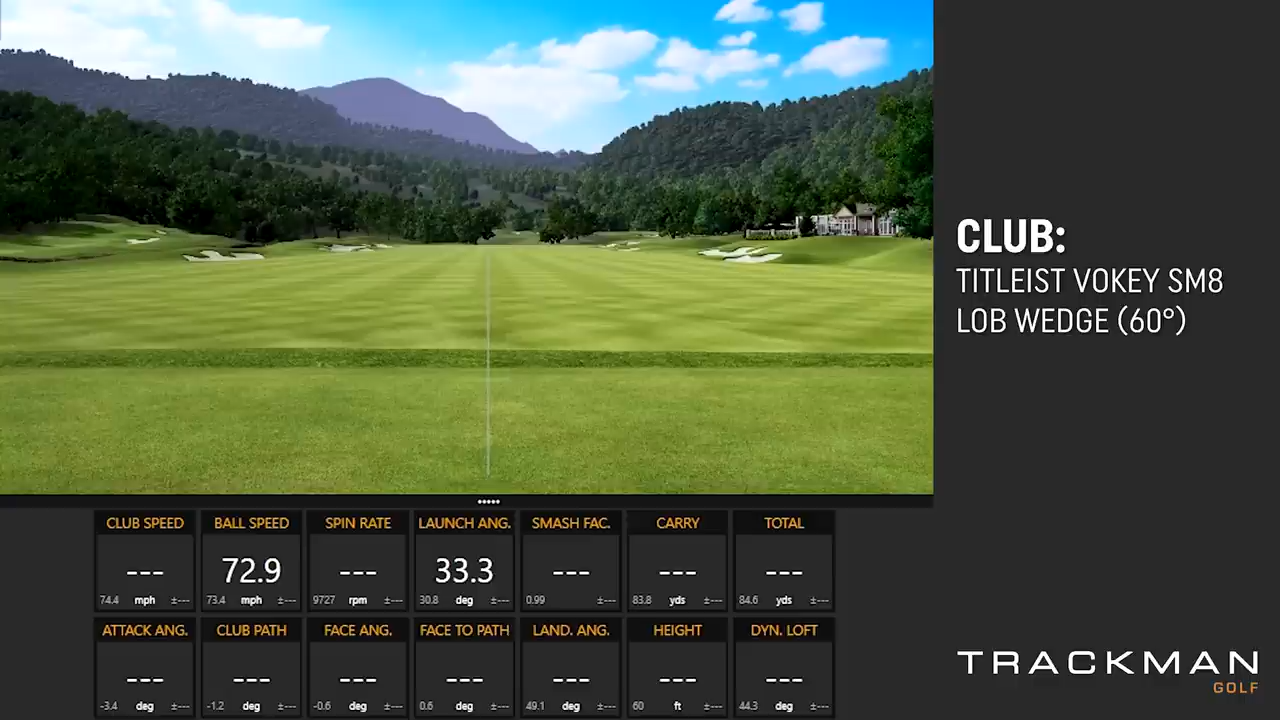 CLUB:
TITLEIST VOKEY SM8
LOB WEDGE (60°)
CLUB SPEED BALL SPEED SPIN RATE LAUNCH ANG. SMASH FAC. CARRY TOTAL
--- 72.9 --- 33.3 --- --- ---
74.4 mph ±--- 73.4 mph ±--- 9727 rpm ±--- 30.8 deg ±--- 0.99 ±--- 83.8 yds ±--- 84.6 yds ±---
ATTACK ANG. CLUB PATH FACE ANG. FACE TO PATH LAND. ANG. HEIGHT DYN. LOFT
--- --- --- --- --- --- ---
-3.4 deg ±--- -1.2 deg ±--- -0.6 deg ±--- 0.6 deg ±--- 49.1 deg ±--- 60 ft ±--- 44.3 deg ±---
TRACKMAN
GOLF